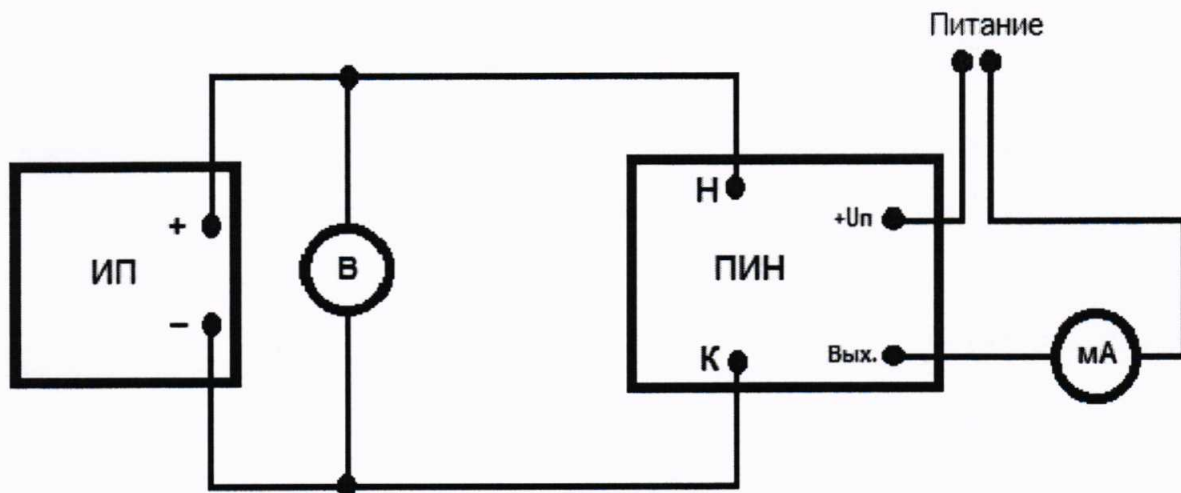 Питание
Н
+Uп
+
ИП
В
ПИН
−
К
Вых.
мА